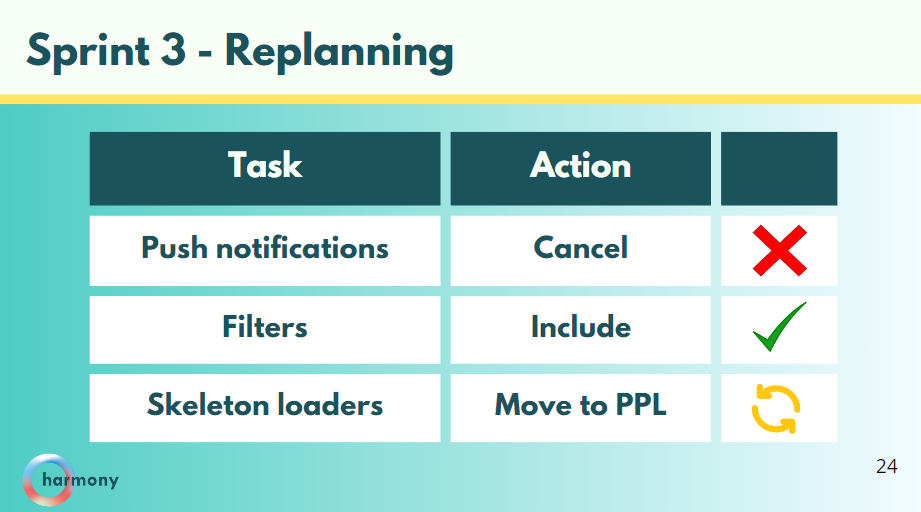 Sprint 3 - Replanning
Task Action
Push notifications Cancel
Filters Include
Skeleton loaders Move to PPL
harmony
24